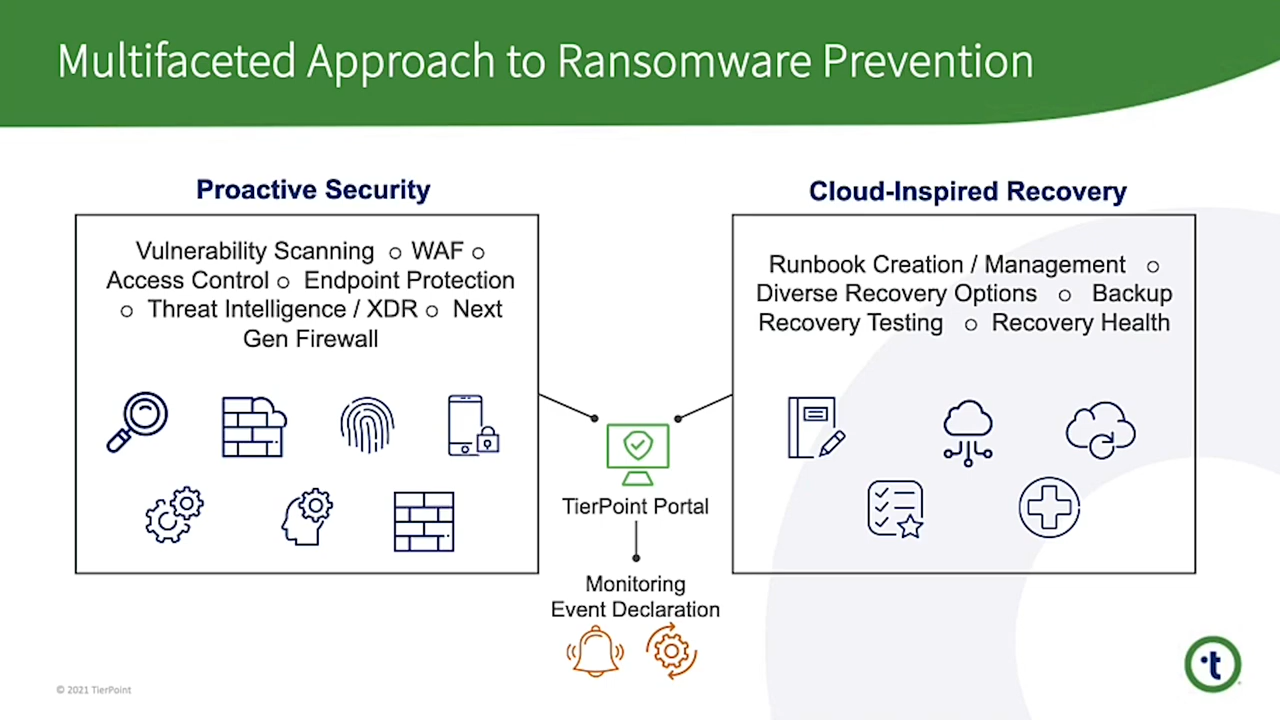 Multifaceted Approach to Ransomware Prevention
Proactive Security
Vulnerability Scanning ○ WAF ○
Access Control ○ Endpoint Protection
○ Threat Intelligence / XDR ○ Next
Gen Firewall
Cloud-Inspired Recovery
Runbook Creation / Management ○
Diverse Recovery Options ○ Backup
Recovery Testing ○ Recovery Health
TierPoint Portal
Monitoring
Event Declaration
© 2021 TierPoint
t